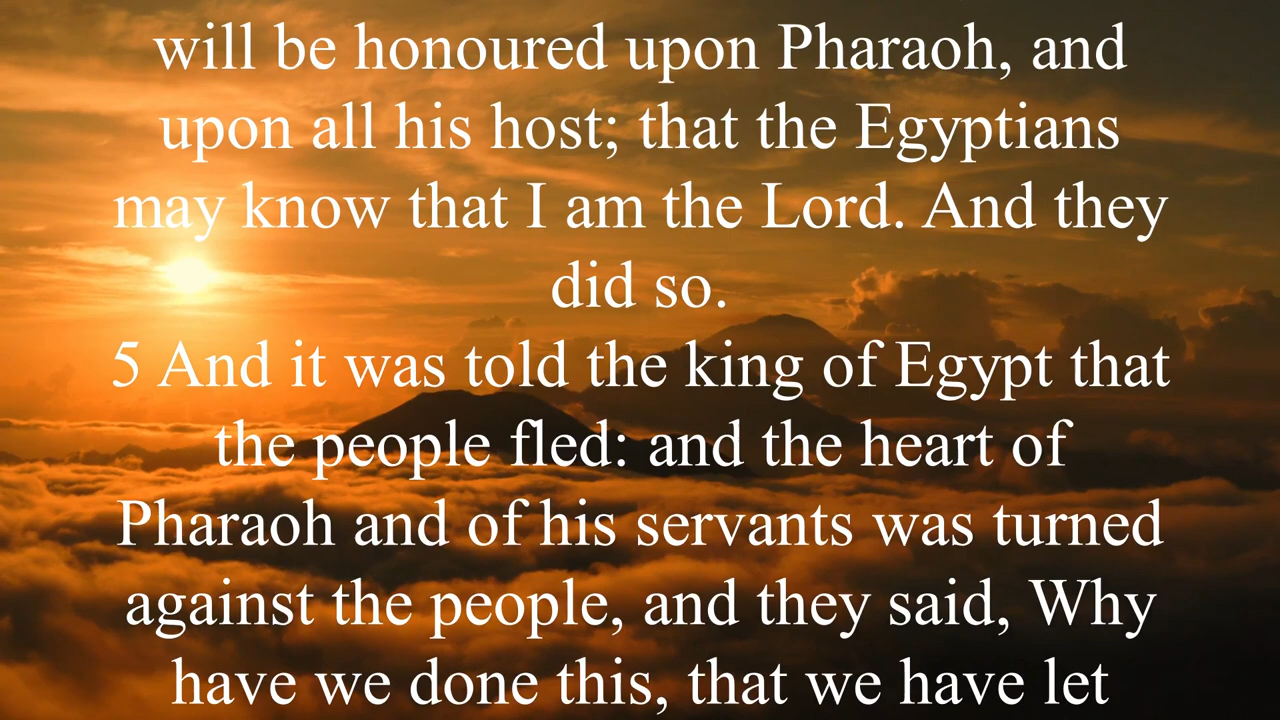 will be honoured upon Pharaoh, and
upon all his host; that the Egyptians
may know that I am the Lord. And they
did so.
5 And it was told the king of Egypt that
the people fled: and the heart of
Pharaoh and of his servants was turned
against the people, and they said, Why
have we done this, that we have let